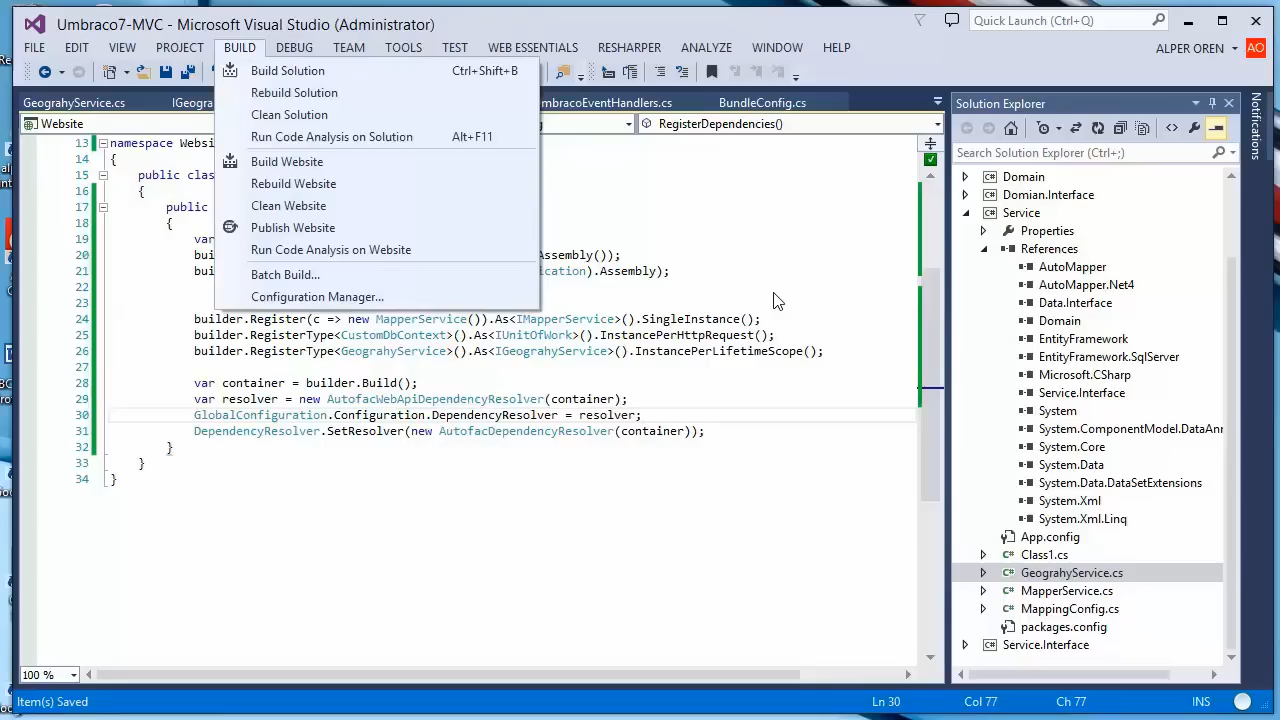 Umbraco7-MVC - Microsoft Visual Studio (Administrator)
Quick Launch (Ctrl+Q)
FILE EDIT VIEW PROJECT BUILD DEBUG TEAM TOOLS TEST WEB ESSENTIALS RESHARPER ANALYZE WINDOW HELP
ALPER OREN AO
Build Solution Ctrl+Shift+B
Rebuild Solution
Clean Solution
Run Code Analysis on Solution Alt+F11
Build Website
Rebuild Website
Clean Website
Publish Website
Run Code Analysis on Website
Batch Build...
Configuration Manager...
GeograhyService.cs IGeograh mbracoEventHandlers.cs BundleConfig.cs
Website g RegisterDependencies()
13 namespace Websi
14 {
15 public clas
16 {
17 public
18 {
19 var
20 bui Assembly());
21 bui ication).Assembly);
22
23
24 builder.Register(c => new MapperService()).As<IMapperService>().SingleInstance();
25 builder.RegisterType<CustomDbContext>().As<IUnitOfWork>().InstancePerHttpRequest();
26 builder.RegisterType<GeograhyService>().As<IGeograhyService>().InstancePerLifetimeScope();
27
28 var container = builder.Build();
29 var resolver = new AutofacWebApiDependencyResolver(container);
30 GlobalConfiguration.Configuration.DependencyResolver = resolver;
31 DependencyResolver.SetResolver(new AutofacDependencyResolver(container));
32 }
33 }
34 }
100 %
Solution Explorer
Search Solution Explorer (Ctrl+;)
Domain
Domian.Interface
Service
Properties
References
AutoMapper
AutoMapper.Net4
Data.Interface
Domain
EntityFramework
EntityFramework.SqlServer
Microsoft.CSharp
Service.Interface
System
System.ComponentModel.DataAnn
System.Core
System.Data
System.Data.DataSetExtensions
System.Xml
System.Xml.Linq
App.config
C# Class1.cs
C# GeograhyService.cs
C# MapperService.cs
C# MappingConfig.cs
packages.config
C# Service.Interface
Notifications
Item(s) Saved Ln 30 Col 77 Ch 77 INS